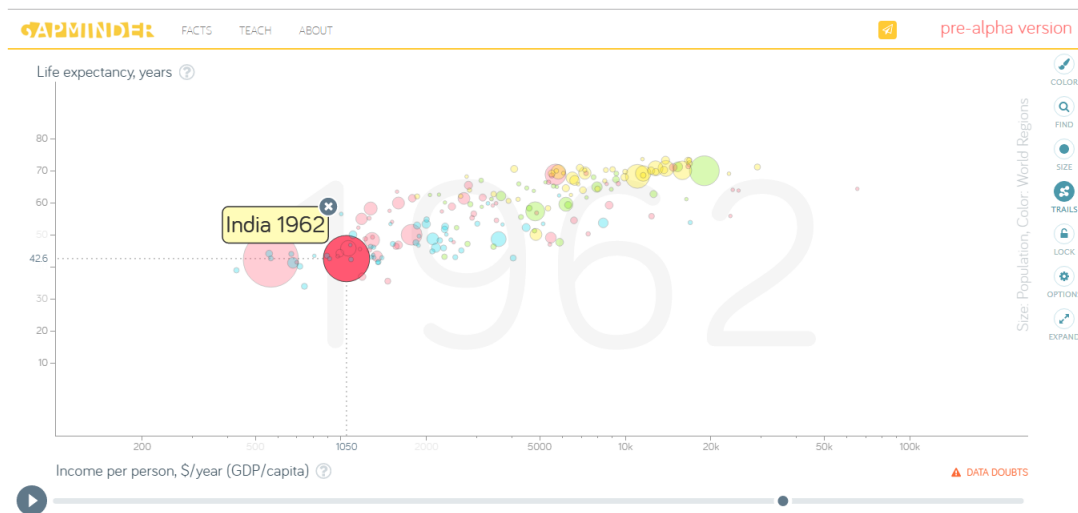 GAPMINDER FACTS TEACH ABOUT pre-alpha version
Life expectancy, years ?
COLOR
FIND
SIZE
TRAILS
LOCK
OPTION
EXPAND
Size: Population, Color: World Regions
80
70
60
50
42.6
30
20
10
1962
India 1962
200 500 1050 2000 5000 10k 20k 50k 100k
Income per person, $/year (GDP/capita) ?
DATA DOUBTS